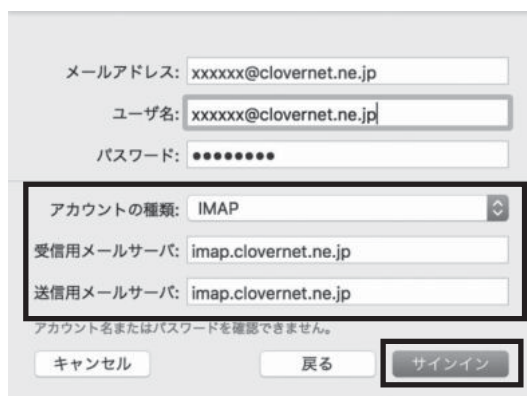 メールアドレス: xxxxxx@clovernet.ne.jp
ユーザ名: xxxxxx@clovernet.ne.jp
パスワード: ●●●●●●●●
アカウントの種類: IMAP
受信用メールサーバ: imap.clovernet.ne.jp
送信用メールサーバ: imap.clovernet.ne.jp
アカウント名またはパスワードを確認できません。
キャンセル 戻る サインイン